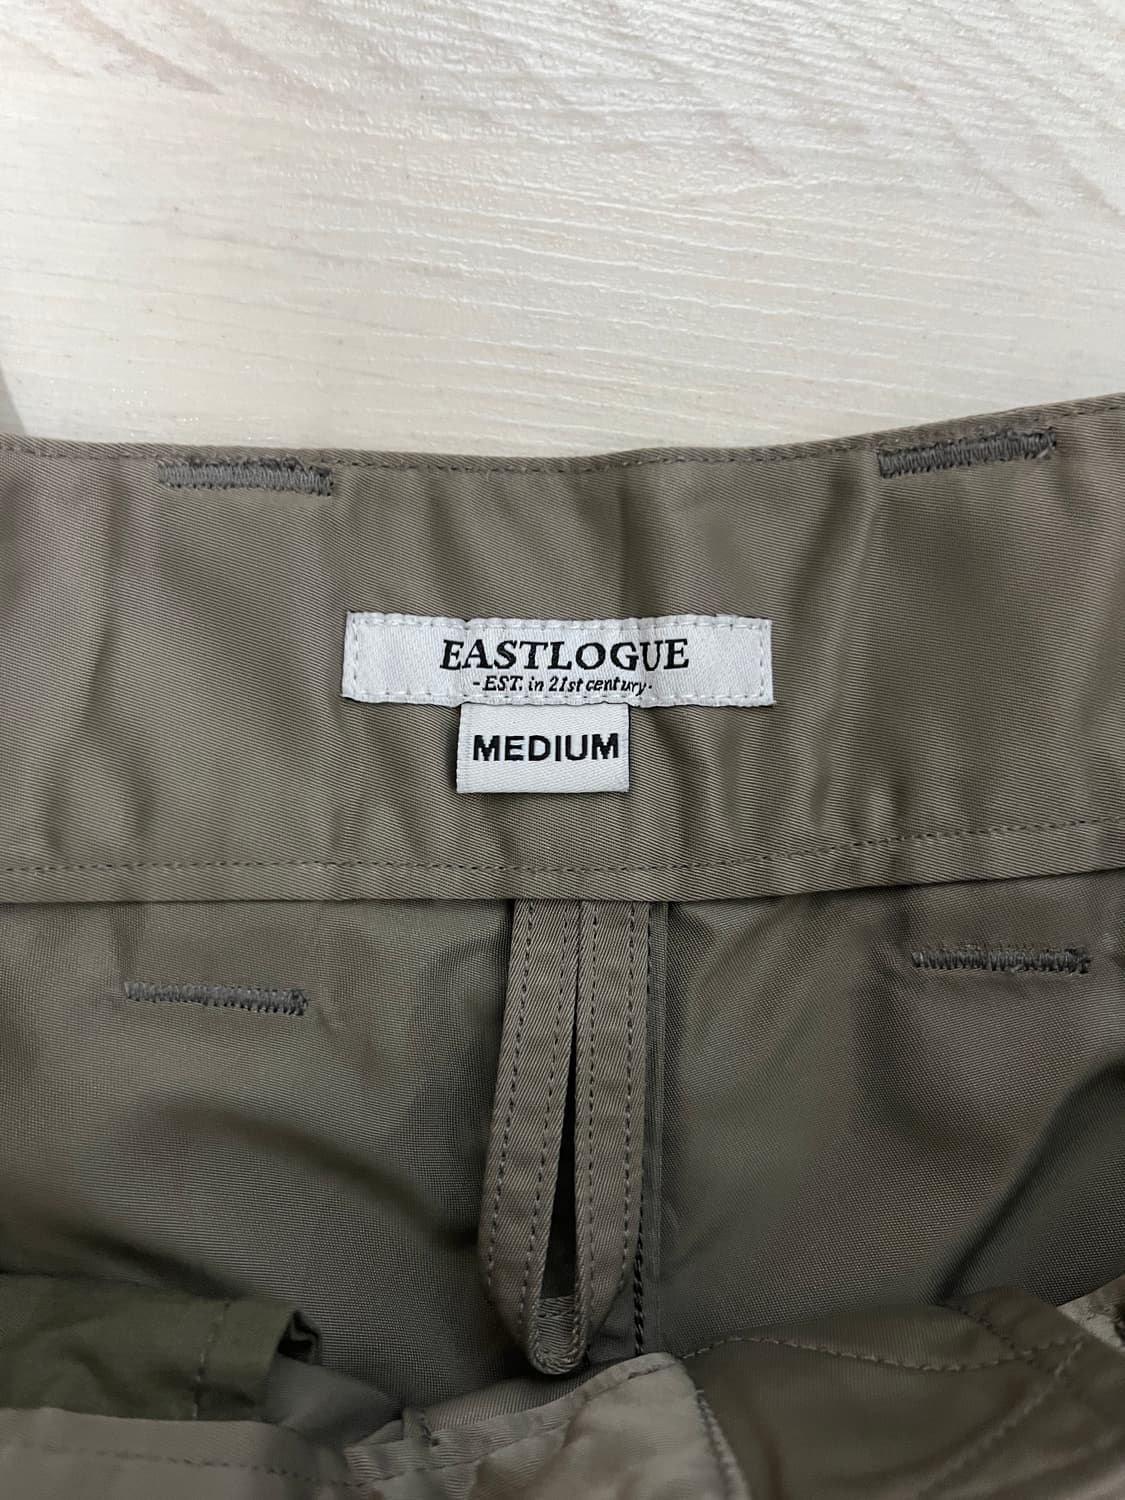 EASTLOGUE
- EST. in 21st century -
MEDIUM